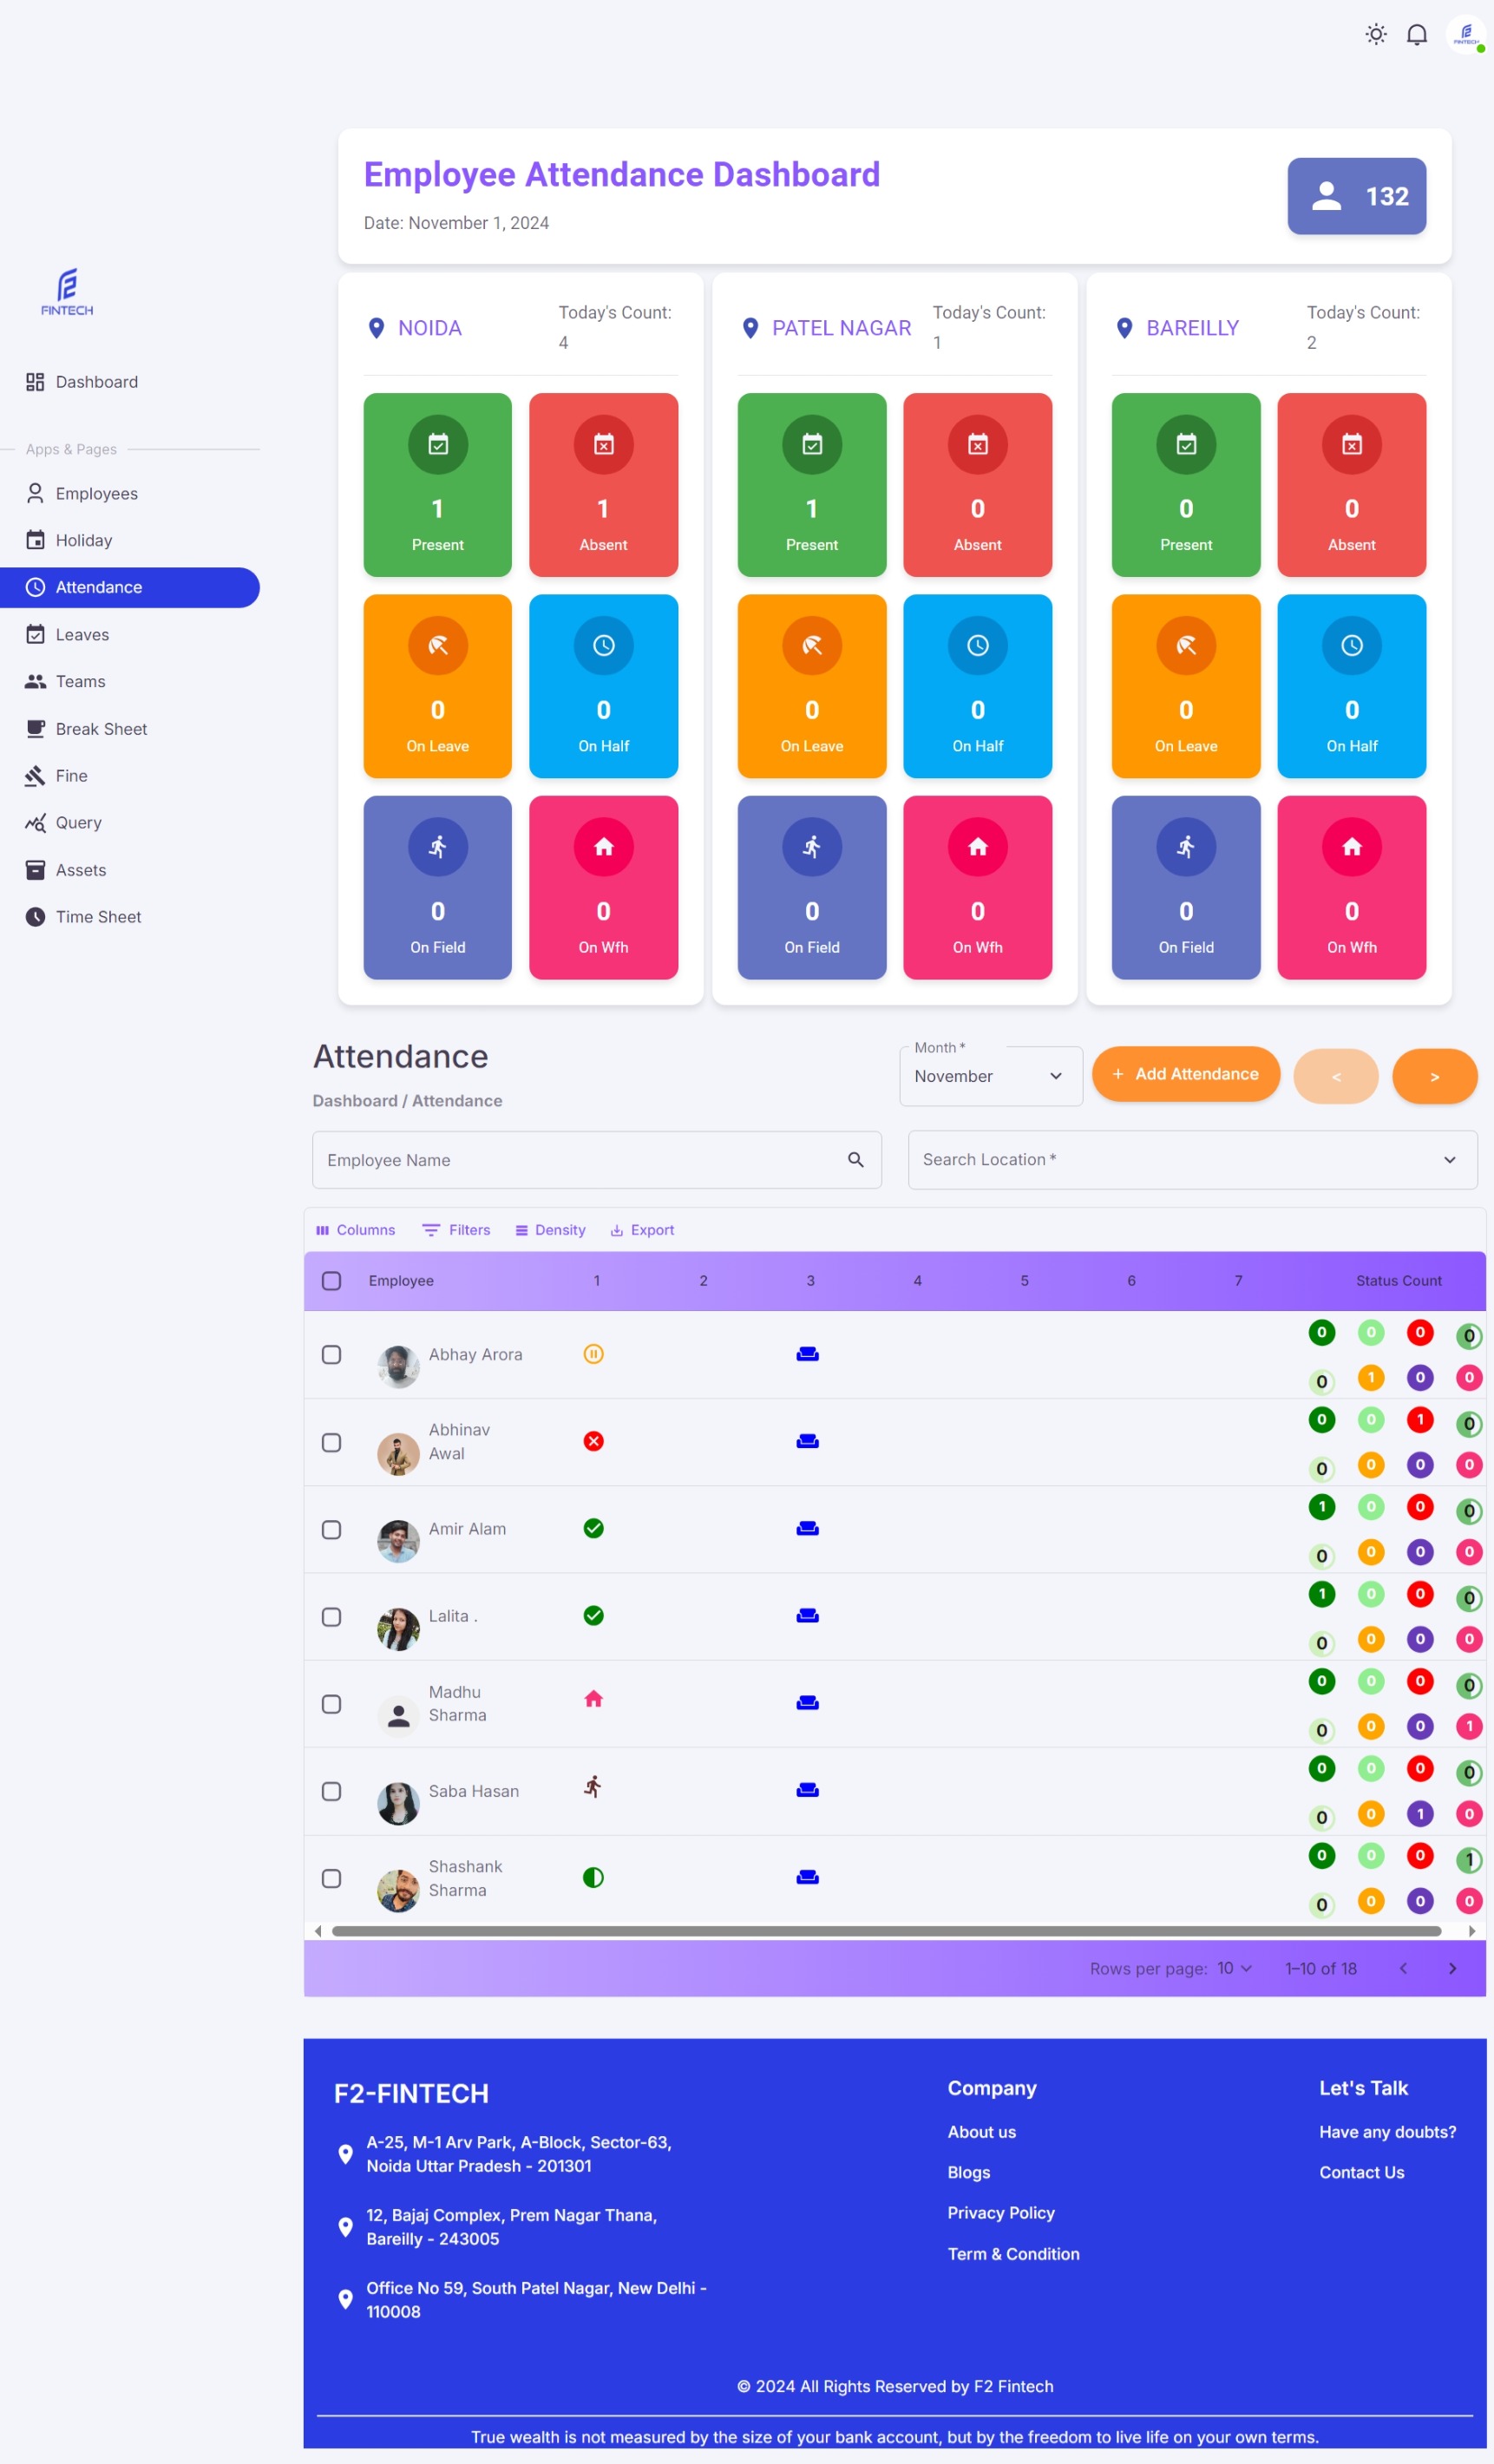 FINTECH
Employee Attendance Dashboard
Date: November 1, 2024
132
FINTECH
Dashboard
Apps & Pages
Employees
Holiday
Attendance
Leaves
Teams
Break Sheet
Fine
Query
Assets
Time Sheet
NOIDA
Today's Count:
4
1
Present
1
Absent
0
On Leave
0
On Half
0
On Field
0
On Wfh
PATEL NAGAR
Today's Count:
1
1
Present
0
Absent
0
On Leave
0
On Half
0
On Field
0
On Wfh
BAREILLY
Today's Count:
2
0
Present
0
Absent
0
On Leave
0
On Half
0
On Field
0
On Wfh
Attendance
Dashboard / Attendance
Month *
November
+ Add Attendance
<
>
Employee Name
Search Location *
Columns Filters Density Export
Employee 1 2 3 4 5 6 7 Status Count
Abhay Arora
0 0 0 0
0 1 0 0
Abhinav
Awal
0 0 1 0
0 0 0 0
Amir Alam
1 0 0 0
0 0 0 0
Lalita .
1 0 0 0
0 0 0 0
Madhu
Sharma
0 0 0 0
0 0 0 1
Saba Hasan
0 0 0 0
0 0 1 0
Shashank
Sharma
0 0 0 1
0 0 0 0
Rows per page: 10 1–10 of 18
F2-FINTECH
A-25, M-1 Arv Park, A-Block, Sector-63,
Noida Uttar Pradesh - 201301
12, Bajaj Complex, Prem Nagar Thana,
Bareilly - 243005
Office No 59, South Patel Nagar, New Delhi -
110008
Company
About us
Blogs
Privacy Policy
Term & Condition
Let's Talk
Have any doubts?
Contact Us
© 2024 All Rights Reserved by F2 Fintech
True wealth is not measured by the size of your bank account, but by the freedom to live life on your own terms.